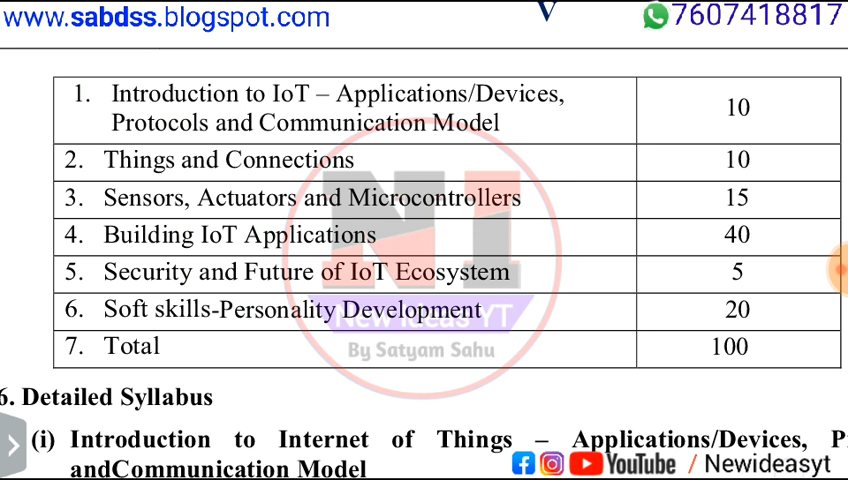 www.sabdss.blogspot.com
V
7607418817
1. Introduction to IoT – Applications/Devices,
Protocols and Communication Model
10
2. Things and Connections 10
3. Sensors, Actuators and Microcontrollers 15
4. Building IoT Applications 40
5. Security and Future of IoT Ecosystem 5
6. Soft skills-Personality Development 20
New Ideas YT
7. Total 100
By Satyam Sahu
6. Detailed Syllabus
(i) Introduction to Internet of Things – Applications/Devices,
andCommunication Model
YouTube / Newideasyt